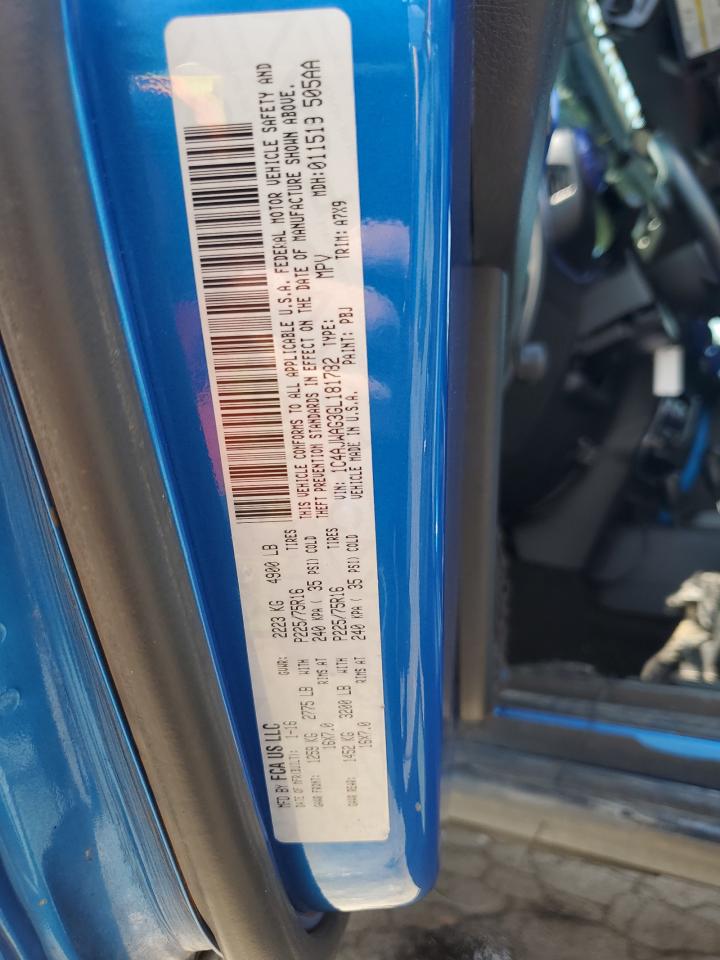 MFD BY FCA US LLC
DATE OF MFR(BUILT): 1-16 GVWR: 2223 KG 4900 LB
GAWR FRONT: 1259 KG 2775 LB WITH P225/75R16 TIRES
16X7.0 RIMS AT 240 KPA ( 35 PSI) COLD
GAWR REAR: 1452 KG 3200 LB WITH P225/75R16 TIRES
16X7.0 RIMS AT 240 KPA ( 35 PSI) COLD
THIS VEHICLE CONFORMS TO ALL APPLICABLE U.S.A. FEDERAL MOTOR VEHICLE SAFETY AND
THEFT PREVENTION STANDARDS IN EFFECT ON THE DATE OF MANUFACTURE SHOWN ABOVE.
VIN: 1C4AJWAG3GL181782 TYPE: MPV MDH:011513 505AA
VEHICLE MADE IN U.S.A. PAINT: PBJ TRIM: A7X9